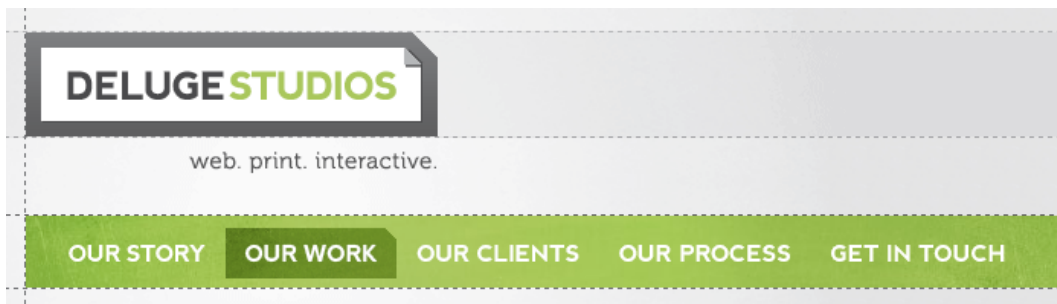 DELUGESTUDIOS
web. print. interactive.
OUR STORY OUR WORK OUR CLIENTS OUR PROCESS GET IN TOUCH